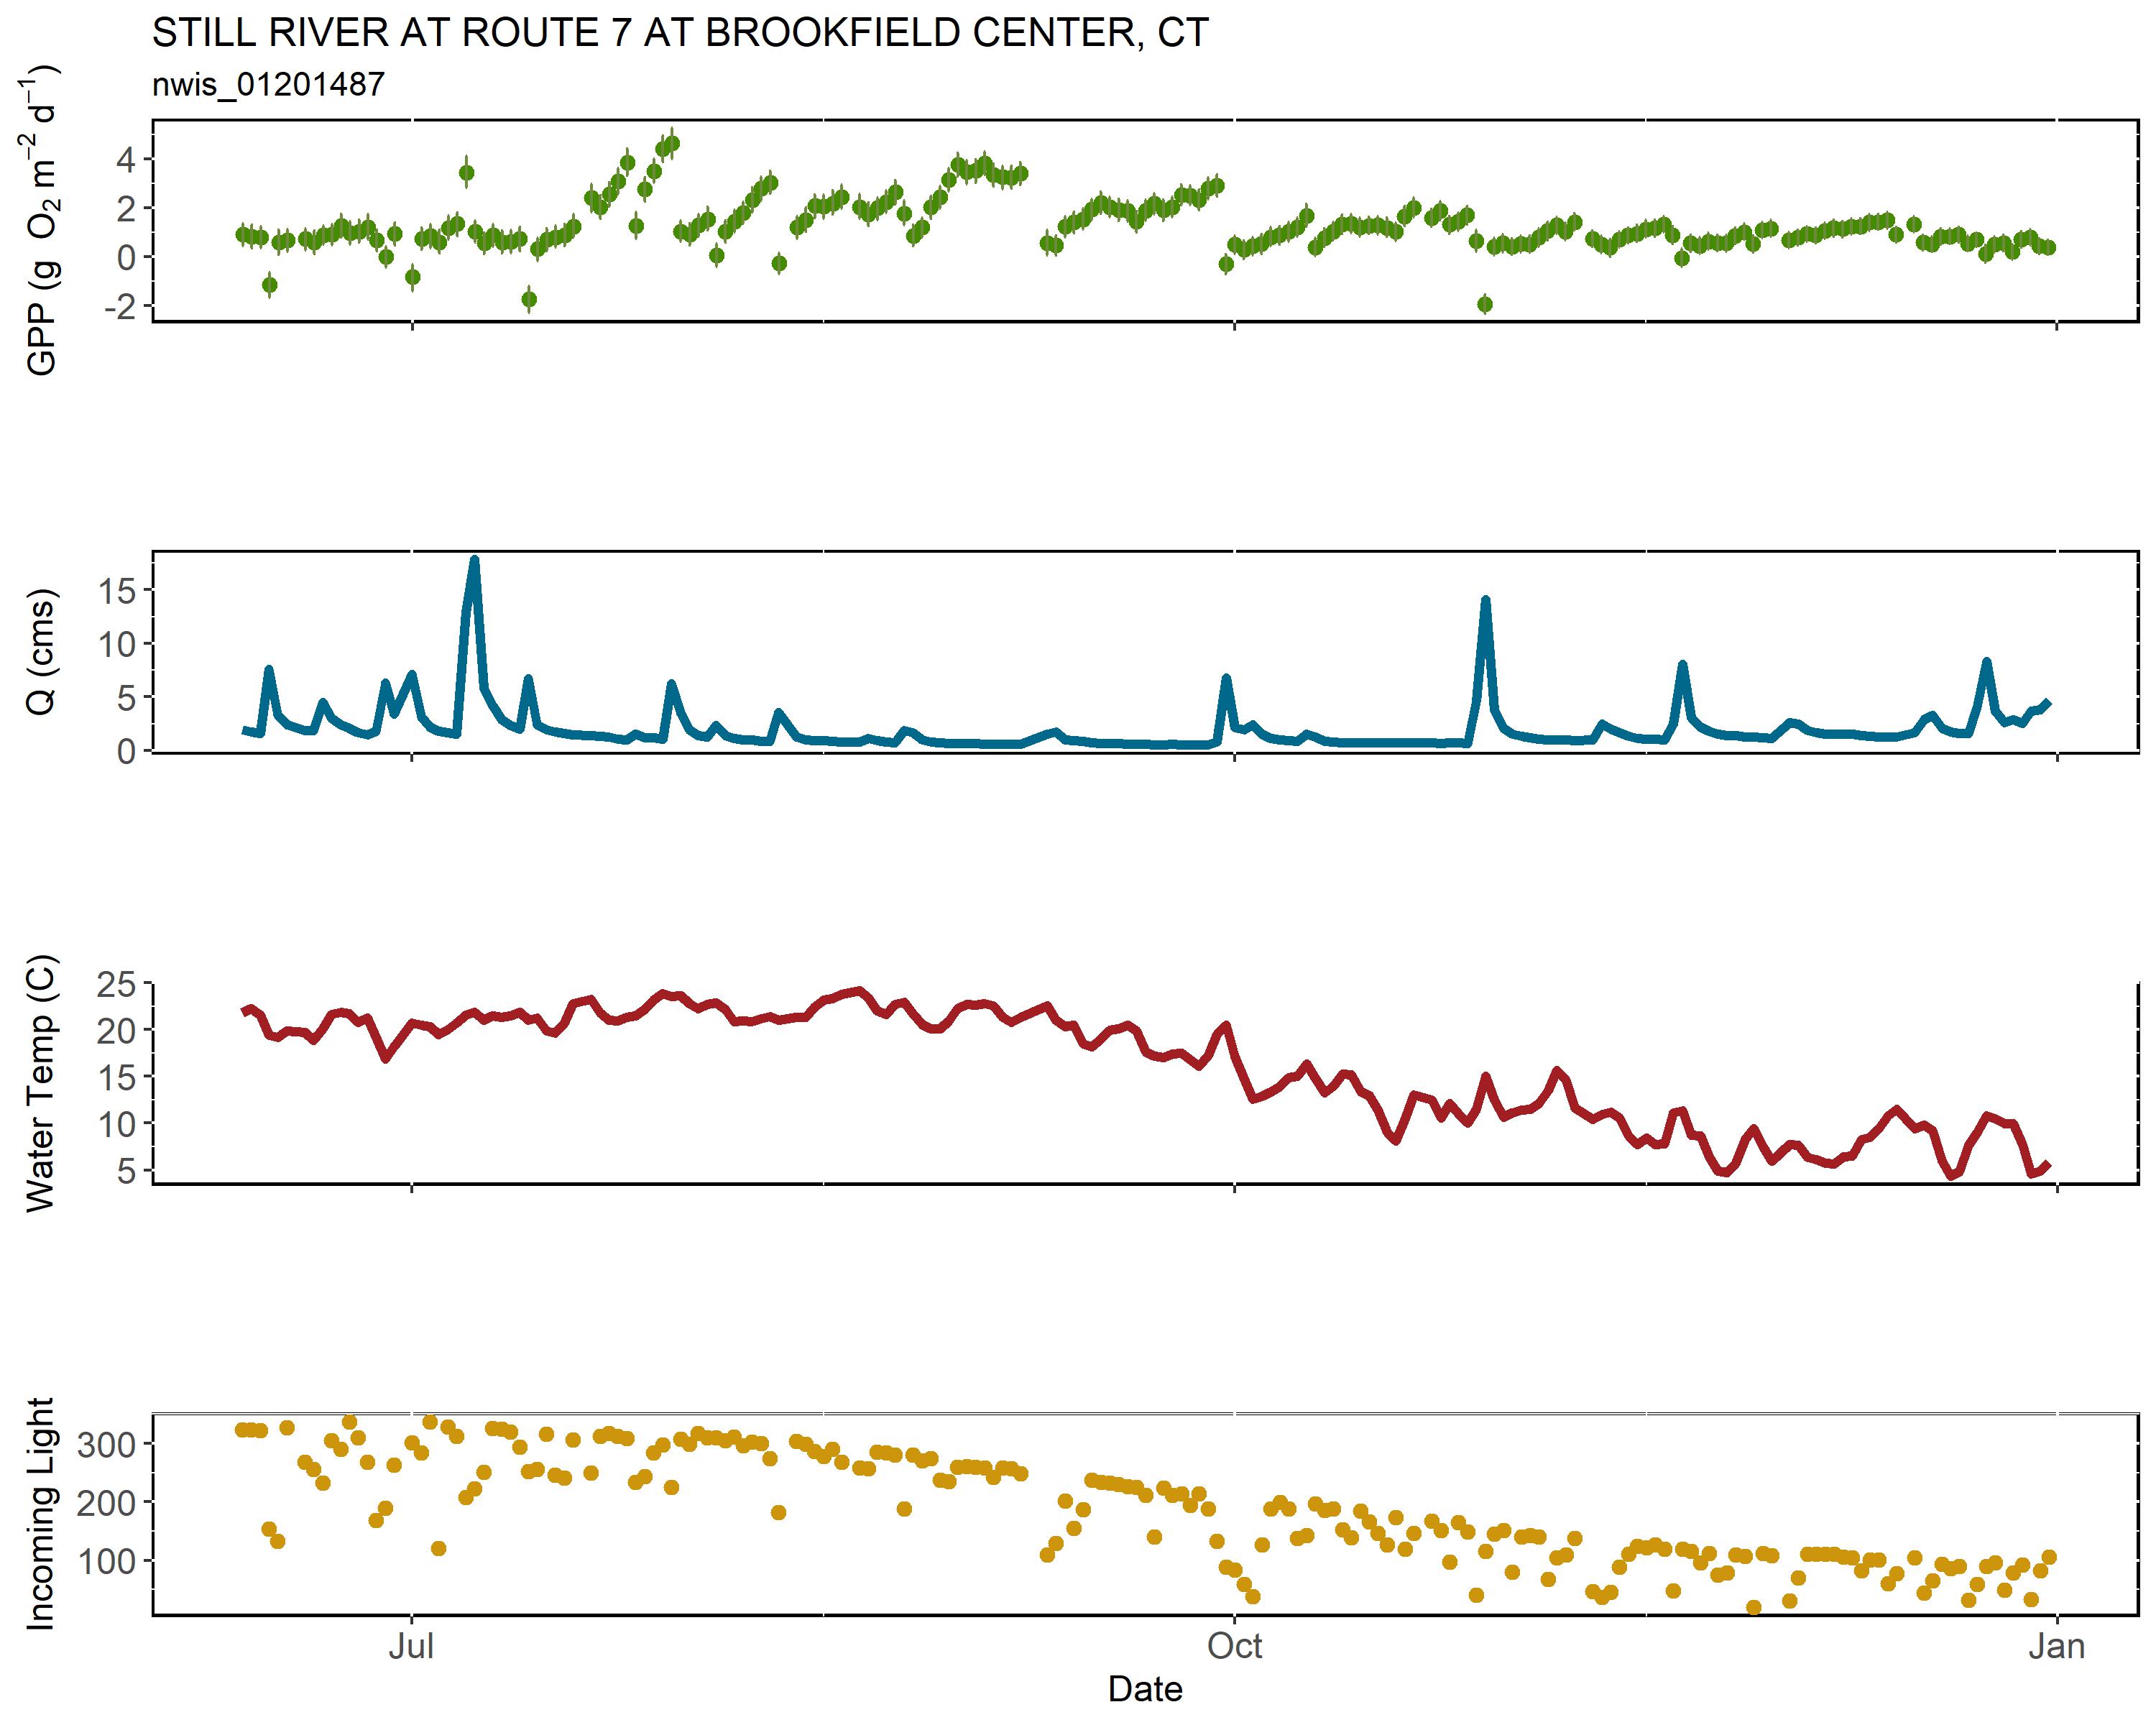 STILL RIVER AT ROUTE 7 AT BROOKFIELD CENTER, CT
nwis_01201487
GPP (g O₂ m⁻² d⁻¹)
4
2
0
-2
Q (cms)
15
10
5
0
Water Temp (C)
25
20
15
10
5
Incoming Light
300
200
100
Jul Oct Jan
Date